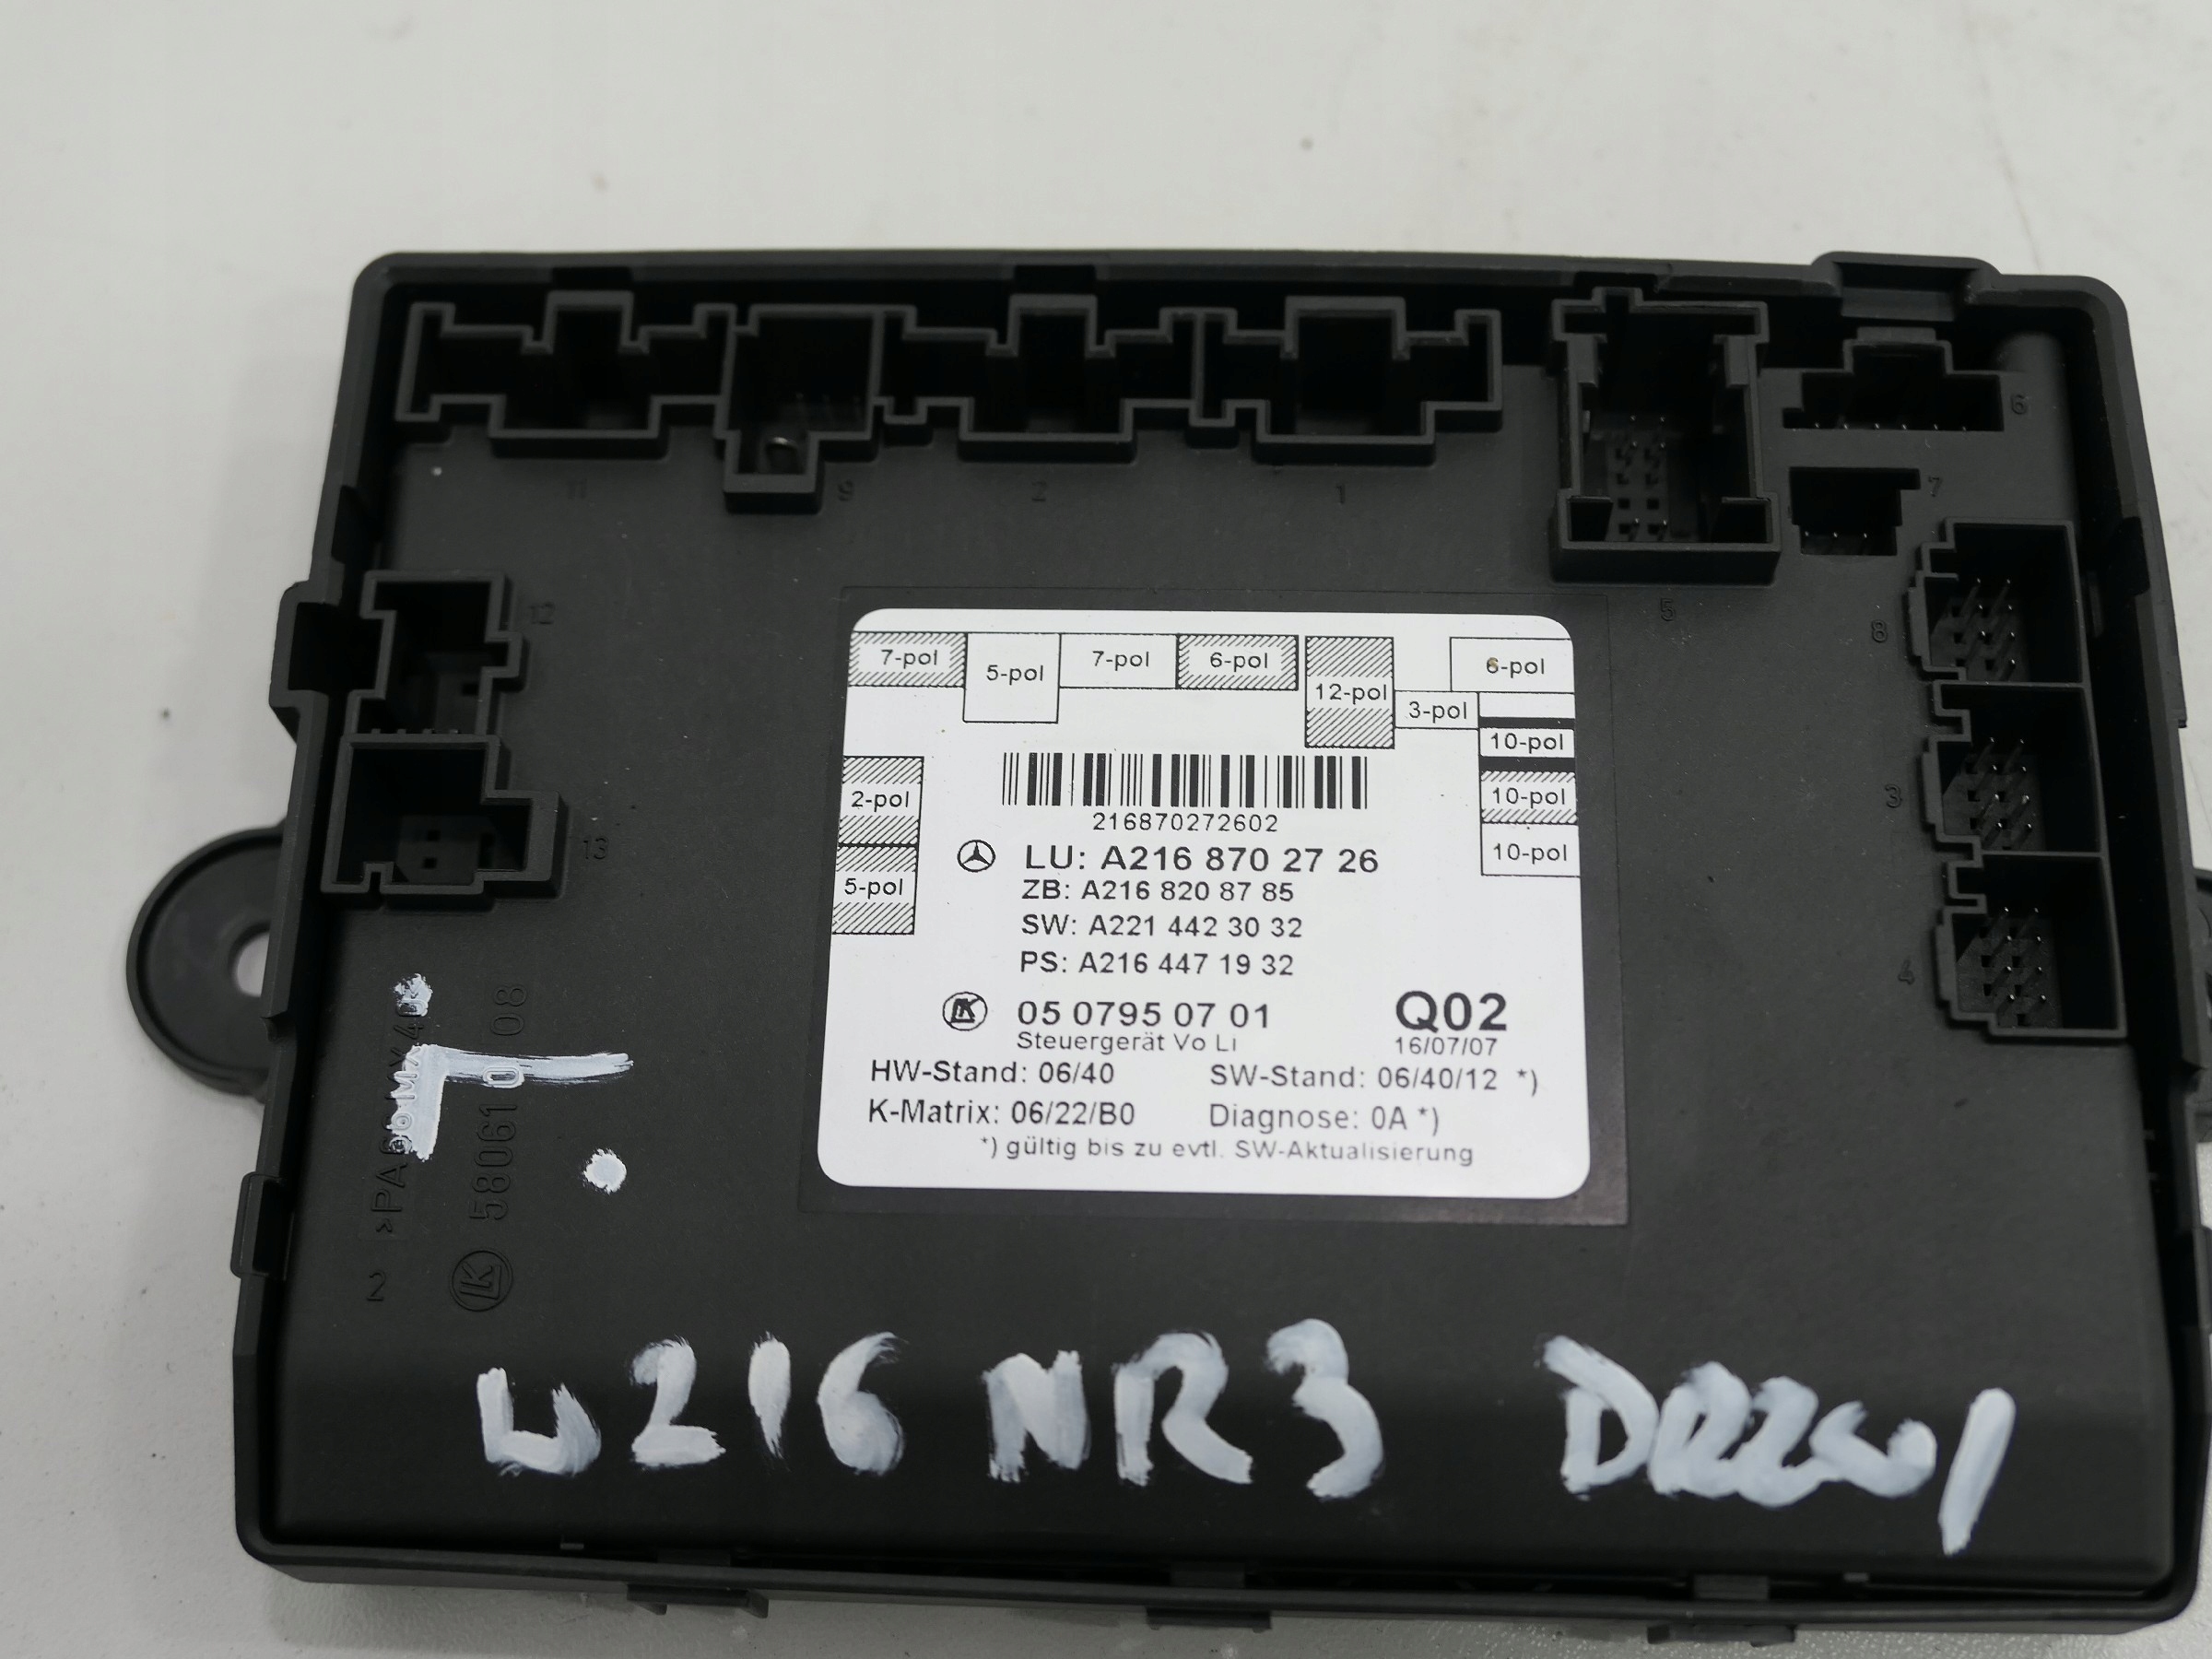 11 9 2 1 5 6 7
12 8
13 3
4
7-pol 5-pol 7-pol 6-pol 12-pol 3-pol 6-pol
10-pol
2-pol 10-pol
5-pol 10-pol
216870272602
LU: A216 870 27 26
ZB: A216 820 87 85
SW: A221 442 30 32
PS: A216 447 19 32
LK 05 0795 07 01 Q02
Steuergerät Vo Li 16/07/07
HW-Stand: 06/40 SW-Stand: 06/40/12 *)
K-Matrix: 06/22/B0 Diagnose: 0A *)
*) gültig bis zu evtl. SW-Aktualisierung
L
2
LK
W216 NR3